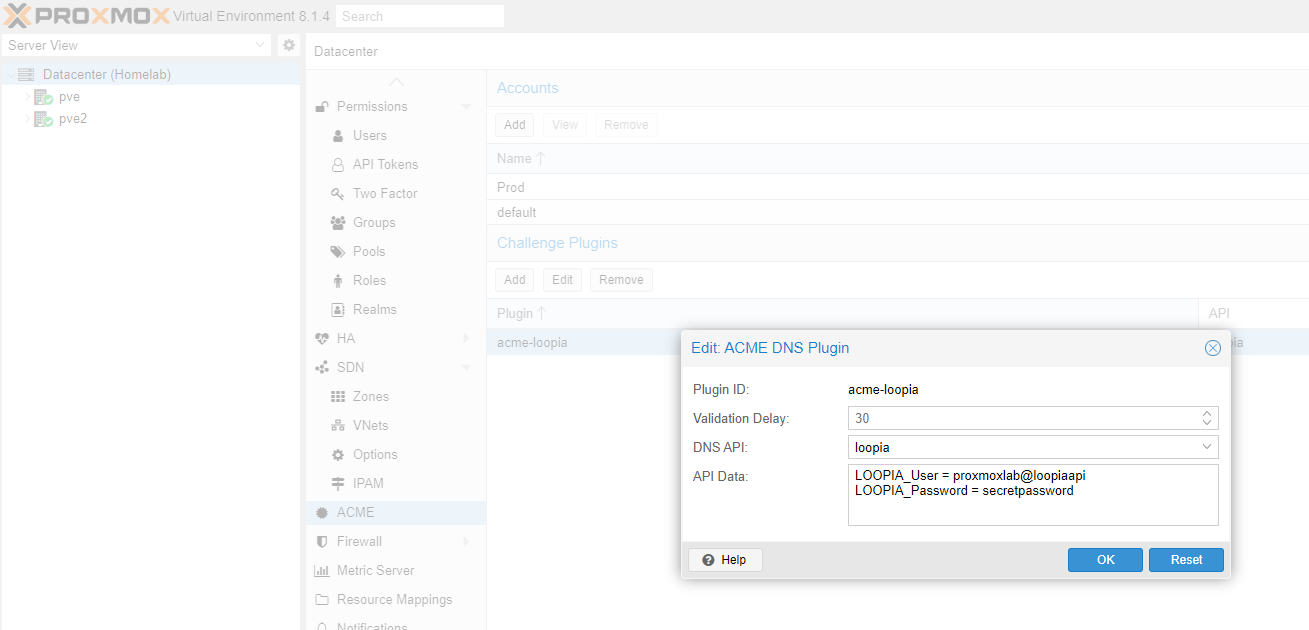 PROXMOX Virtual Environment 8.1.4 Search
Server View
Datacenter (Homelab)
pve
pve2
Datacenter
Permissions
Users
API Tokens
Two Factor
Groups
Pools
Roles
Realms
HA
SDN
Zones
VNets
Options
IPAM
ACME
Firewall
Metric Server
Resource Mappings
Notifications
Accounts
Add View Remove
Name
Prod
default
Challenge Plugins
Add Edit Remove
Plugin API
acme-loopia
Edit: ACME DNS Plugin
Plugin ID: acme-loopia
Validation Delay: 30
DNS API: loopia
API Data: LOOPIA_User = proxmoxlab@loopiaapi
LOOPIA_Password = secretpassword
Help OK Reset